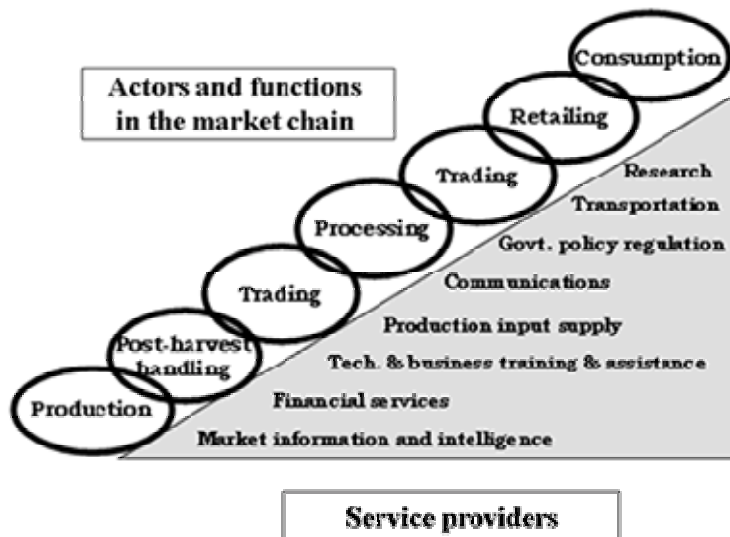 Consumption
Actors and functions
in the market chain
Retailing
Trading
Research
Transportation
Processing
Govt. policy regulation
Communications
Trading
Production input supply
Post-harvest
handling
Tech. & business training & assistance
Production
Financial services
Market information and intelligence
Service providers